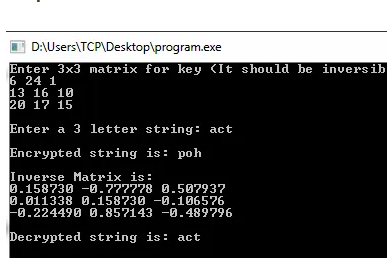 D:\Users\TCP\Desktop\program.exe
Enter 3x3 matrix for key (It should be inversib
6 24 1
13 16 10
20 17 15
Enter a 3 letter string: act
Encrypted string is: poh
Inverse Matrix is:
0.158730 -0.777778 0.507937
0.011338 0.158730 -0.106576
-0.224490 0.857143 -0.489796
Decrypted string is: act